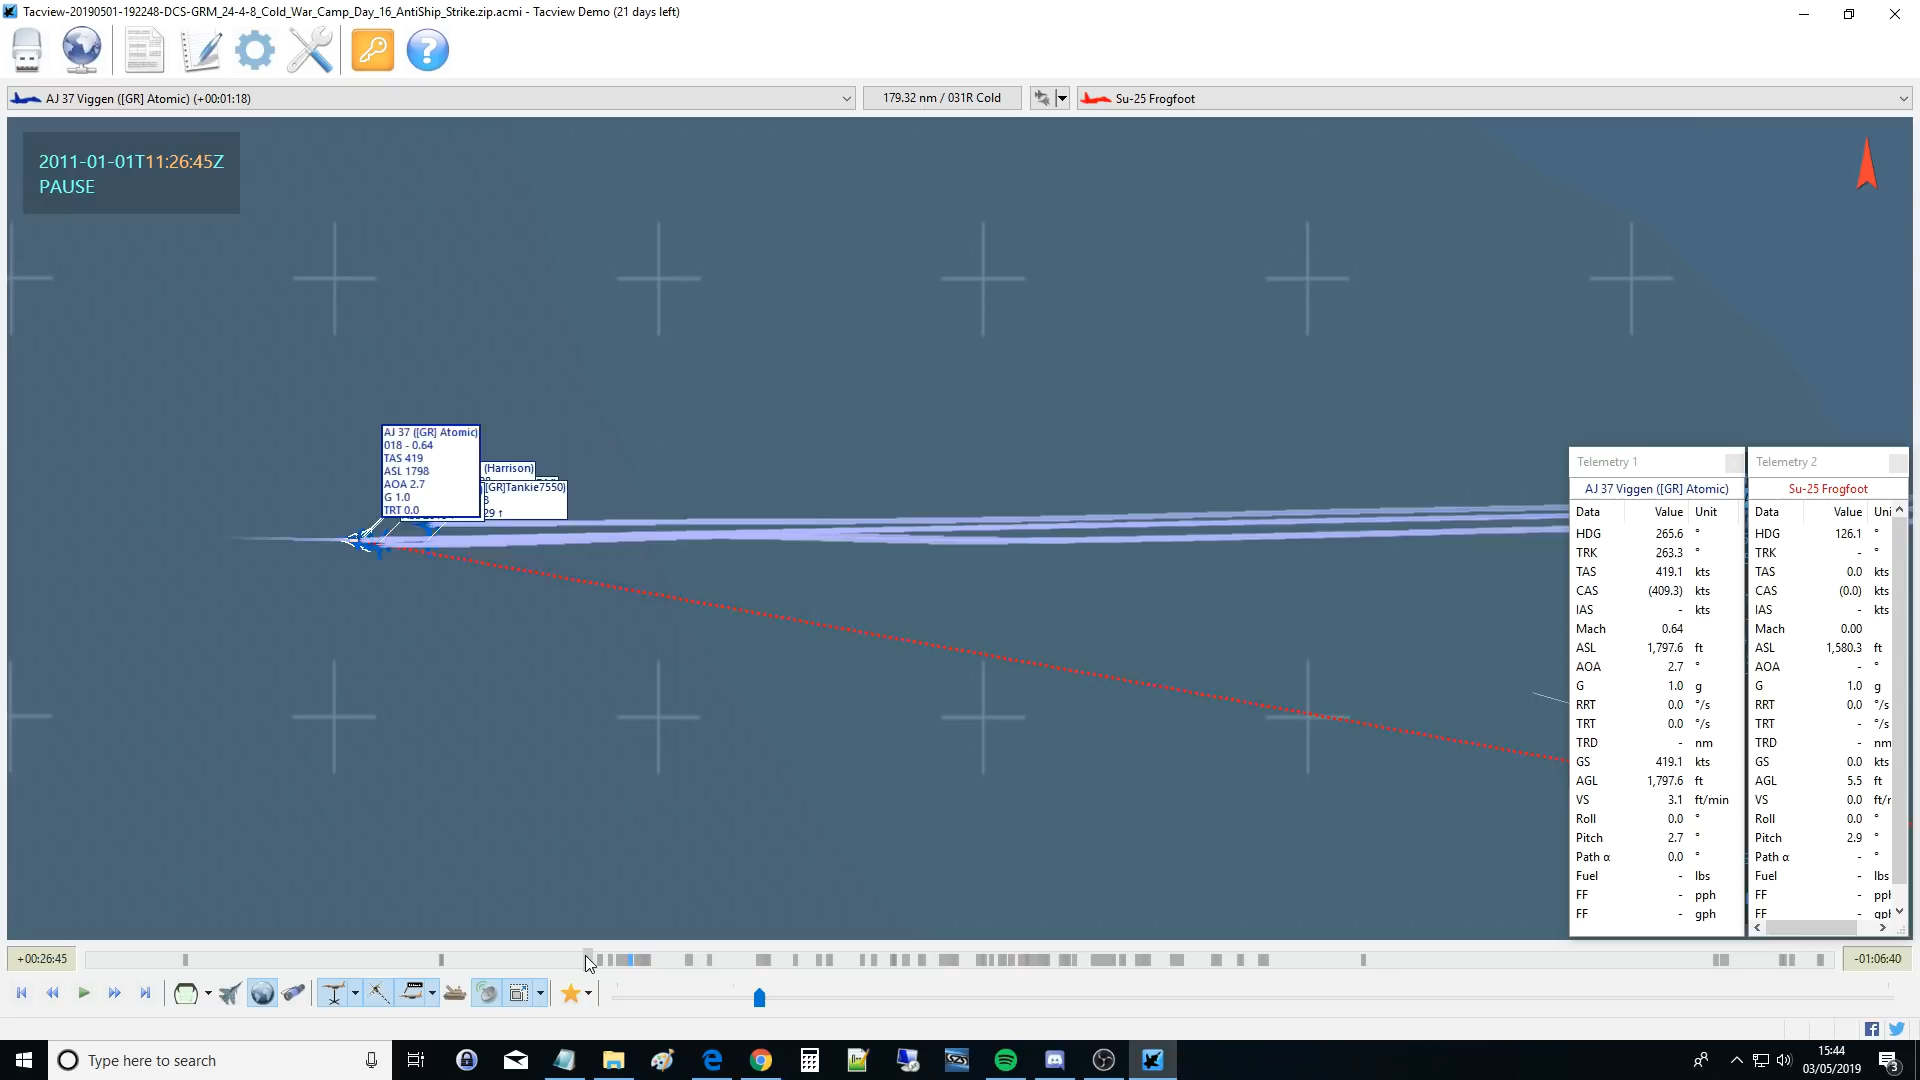 Tacview-20190501-192248-DCS-GRM_24-4-8_Cold_War_Camp_Day_16_AntiShip_Strike.zip.acmi - Tacview Demo (21 days left)
AJ 37 Viggen ([GR] Atomic) (+00:01:18)
179.32 nm / 031R Cold
Su-25 Frogfoot
2011-01-01T11:26:45Z
PAUSE
AJ 37 ([GR] Atomic)
018 - 0.64
TAS 419
ASL 1798
AOA 2.7
G 1.0
TRT 0.0
(Harrison)
[GR]Tankie7550)
29 ↑
Telemetry 1
AJ 37 Viggen ([GR] Atomic)
Data Value Unit
HDG 265.6 °
TRK 263.3 °
TAS 419.1 kts
CAS (409.3) kts
IAS - kts
Mach 0.64
ASL 1,797.6 ft
AOA 2.7 °
G 1.0 g
RRT 0.0 °/s
TRT 0.0 °/s
TRD - nm
GS 419.1 kts
AGL 1,797.6 ft
VS 3.1 ft/min
Roll 0.0 °
Pitch 2.7 °
Path α 0.0 °
Fuel - lbs
FF - pph
FF - gph
Telemetry 2
Su-25 Frogfoot
Data Value Uni
HDG 126.1 °
TRK - °
TAS 0.0 kts
CAS (0.0) kts
IAS - kts
Mach 0.00
ASL 1,580.3 ft
AOA - °
G 1.0 g
RRT 0.0 °/s
TRT - °/s
TRD - nm
GS 0.0 kts
AGL 5.5 ft
VS 0.0 ft/r
Roll 0.0 °
Pitch 2.9 °
Path α - °
Fuel - lbs
FF - pph
FF - gph
+00:26:45
-01:06:40
Type here to search
15:44
03/05/2019
3